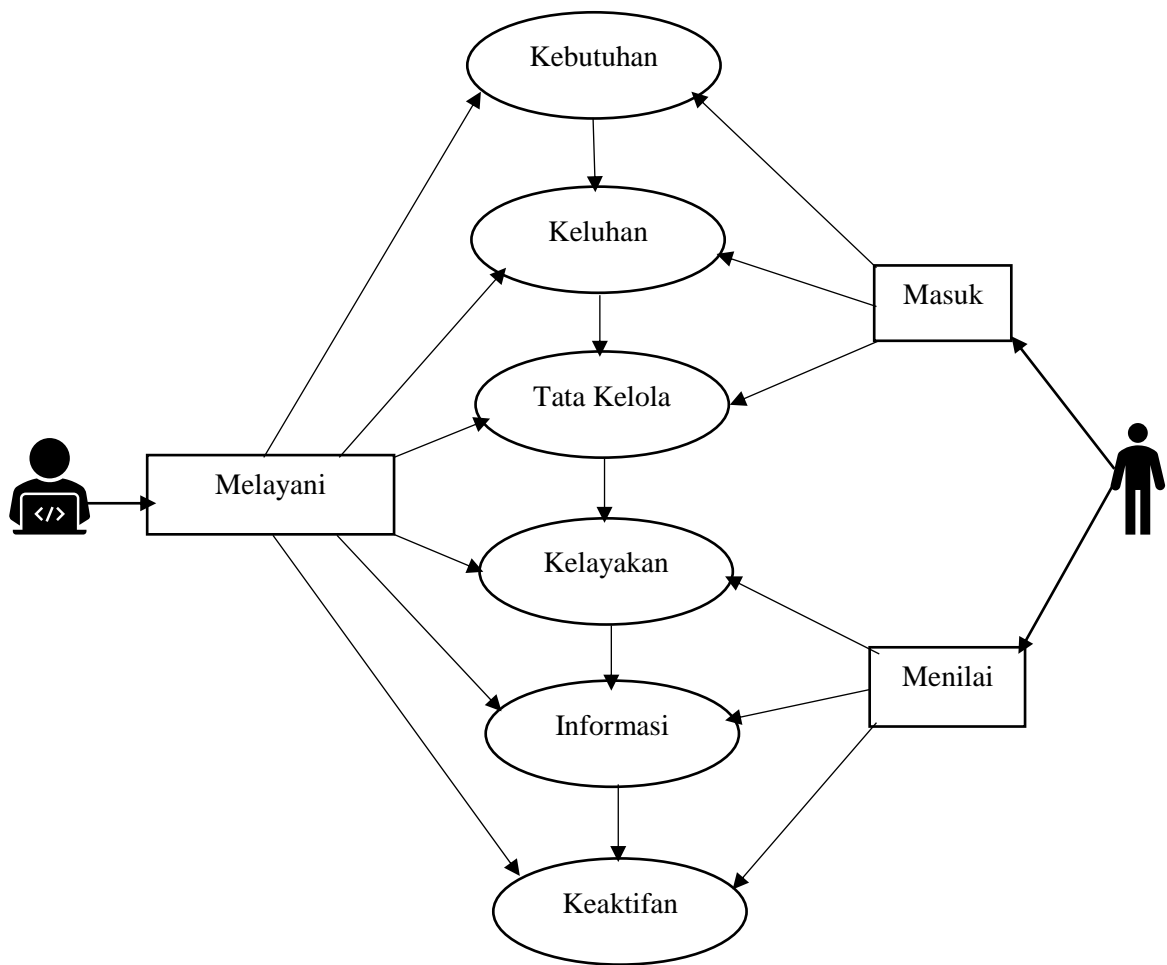 Kebutuhan
Keluhan
Masuk
Tata Kelola
Melayani
</>
Kelayakan
Menilai
Informasi
Keaktifan